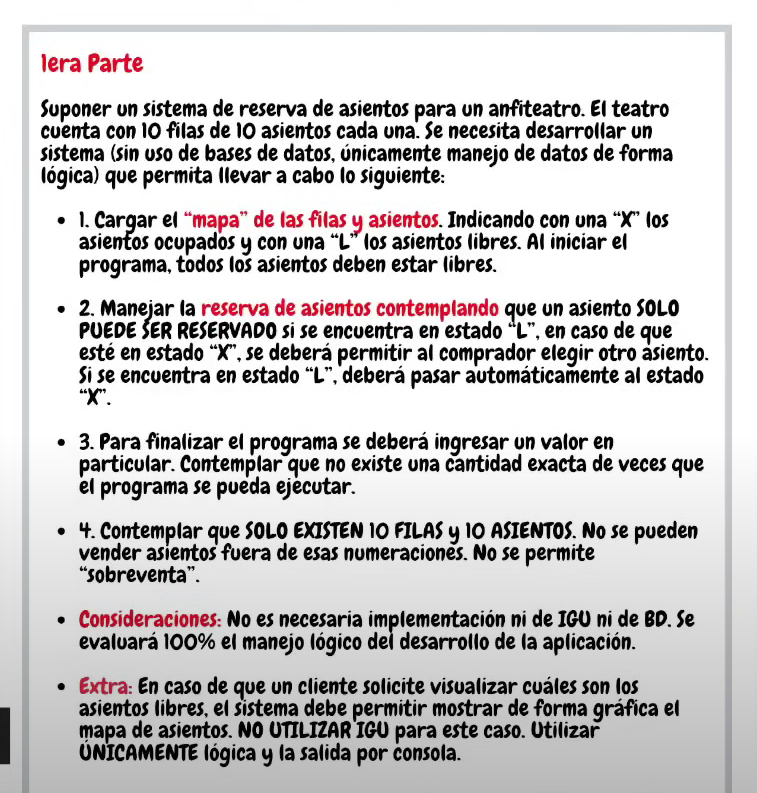 1era Parte
Suponer un sistema de reserva de asientos para un anfiteatro. El teatro
cuenta con 10 filas de 10 asientos cada una. Se necesita desarrollar un
sistema (sin uso de bases de datos, únicamente manejo de datos de forma
lógica) que permita llevar a cabo lo siguiente:
• 1. Cargar el “mapa” de las filas y asientos. Indicando con una “X” los
asientos ocupados y con una “L” los asientos libres. Al iniciar el
programa, todos los asientos deben estar libres.
• 2. Manejar la reserva de asientos contemplando que un asiento SOLO
PUEDE SER RESERVADO si se encuentra en estado “L”, en caso de que
esté en estado “X”, se deberá permitir al comprador elegir otro asiento.
Si se encuentra en estado “L”, deberá pasar automáticamente al estado
“X”.
• 3. Para finalizar el programa se deberá ingresar un valor en
particular. Contemplar que no existe una cantidad exacta de veces que
el programa se pueda ejecutar.
• 4. Contemplar que SOLO EXISTEN 10 FILAS y 10 ASIENTOS. No se pueden
vender asientos fuera de esas numeraciones. No se permite
“sobreventa”.
• Consideraciones: No es necesaria implementación ni de IGU ni de BD. Se
evaluará 100% el manejo lógico del desarrollo de la aplicación.
• Extra: En caso de que un cliente solicite visualizar cuáles son los
asientos libres, el sistema debe permitir mostrar de forma gráfica el
mapa de asientos. NO UTILIZAR IGU para este caso. Utilizar
ÚNICAMENTE lógica y la salida por consola.